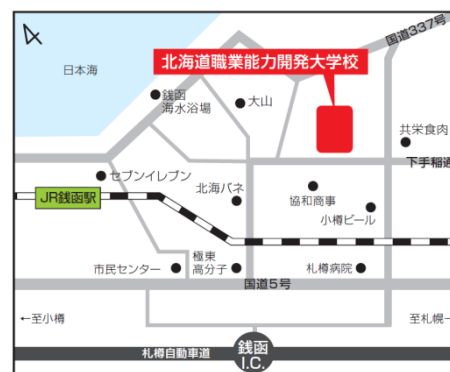 国道337号
日本海
北海道職業能力開発大学校
銭函
海水浴場
大山
共栄食肉
下手稲通
セブンイレブン
JR銭函駅
北海バネ
協和商事
小樽ビール
市民センター
極東
高分子
札樽病院
国道5号
←至小樽
至札幌
札樽自動車道
銭函
I.C.